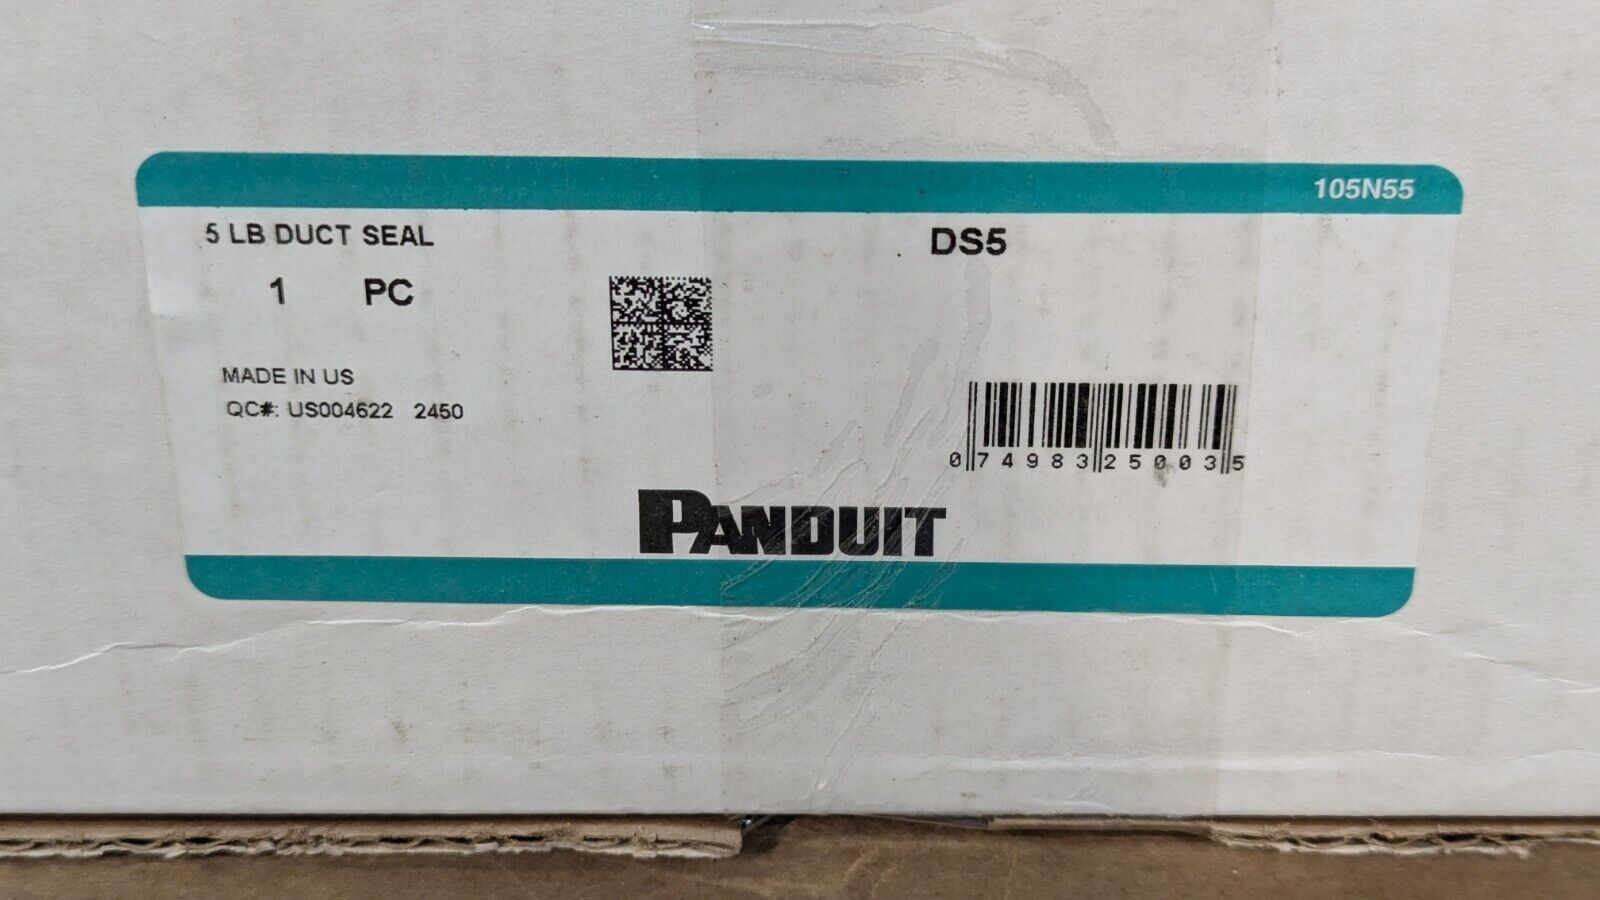 105N55
5 LB DUCT SEAL
DS5
1 PC
MADE IN US
QC#: US004622 2450
0 74983 25003 5
PANDUIT